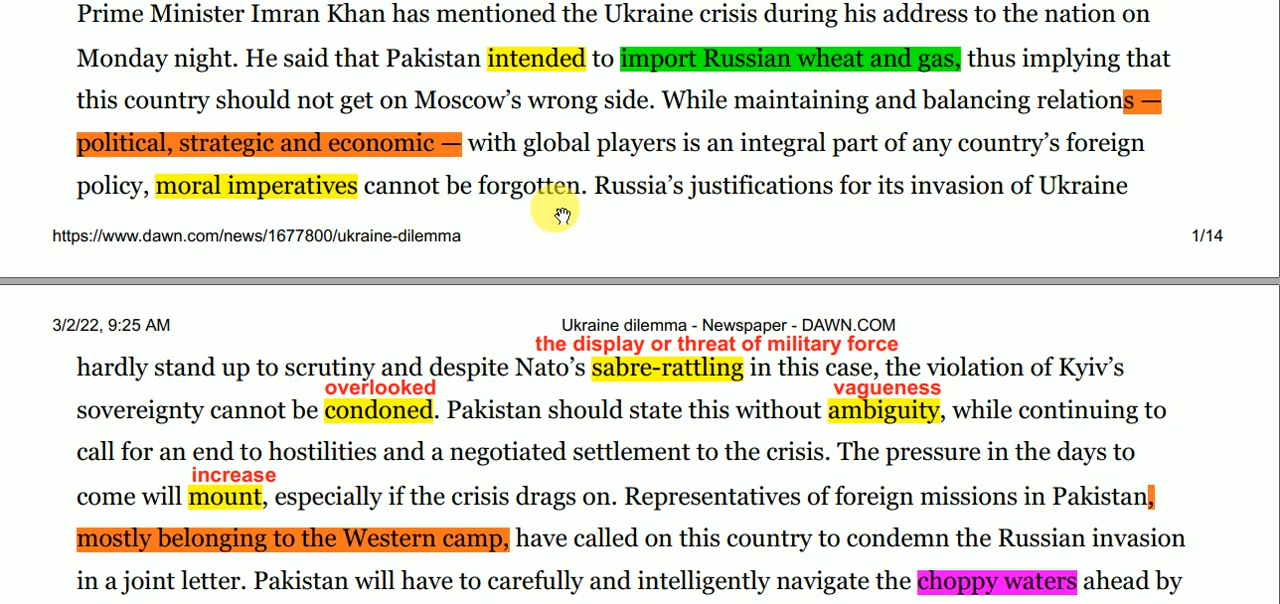 Prime Minister Imran Khan has mentioned the Ukraine crisis during his address to the nation on
Monday night. He said that Pakistan intended to import Russian wheat and gas, thus implying that
this country should not get on Moscow’s wrong side. While maintaining and balancing relations —
political, strategic and economic — with global players is an integral part of any country’s foreign
policy, moral imperatives cannot be forgotten. Russia’s justifications for its invasion of Ukraine
https://www.dawn.com/news/1677800/ukraine-dilemma 1/14
3/2/22, 9:25 AM Ukraine dilemma - Newspaper - DAWN.COM
the display or threat of military force
hardly stand up to scrutiny and despite Nato’s sabre-rattling in this case, the violation of Kyiv’s
overlooked vagueness
sovereignty cannot be condoned. Pakistan should state this without ambiguity, while continuing to
call for an end to hostilities and a negotiated settlement to the crisis. The pressure in the days to
increase
come will mount, especially if the crisis drags on. Representatives of foreign missions in Pakistan,
mostly belonging to the Western camp, have called on this country to condemn the Russian invasion
in a joint letter. Pakistan will have to carefully and intelligently navigate the choppy waters ahead by